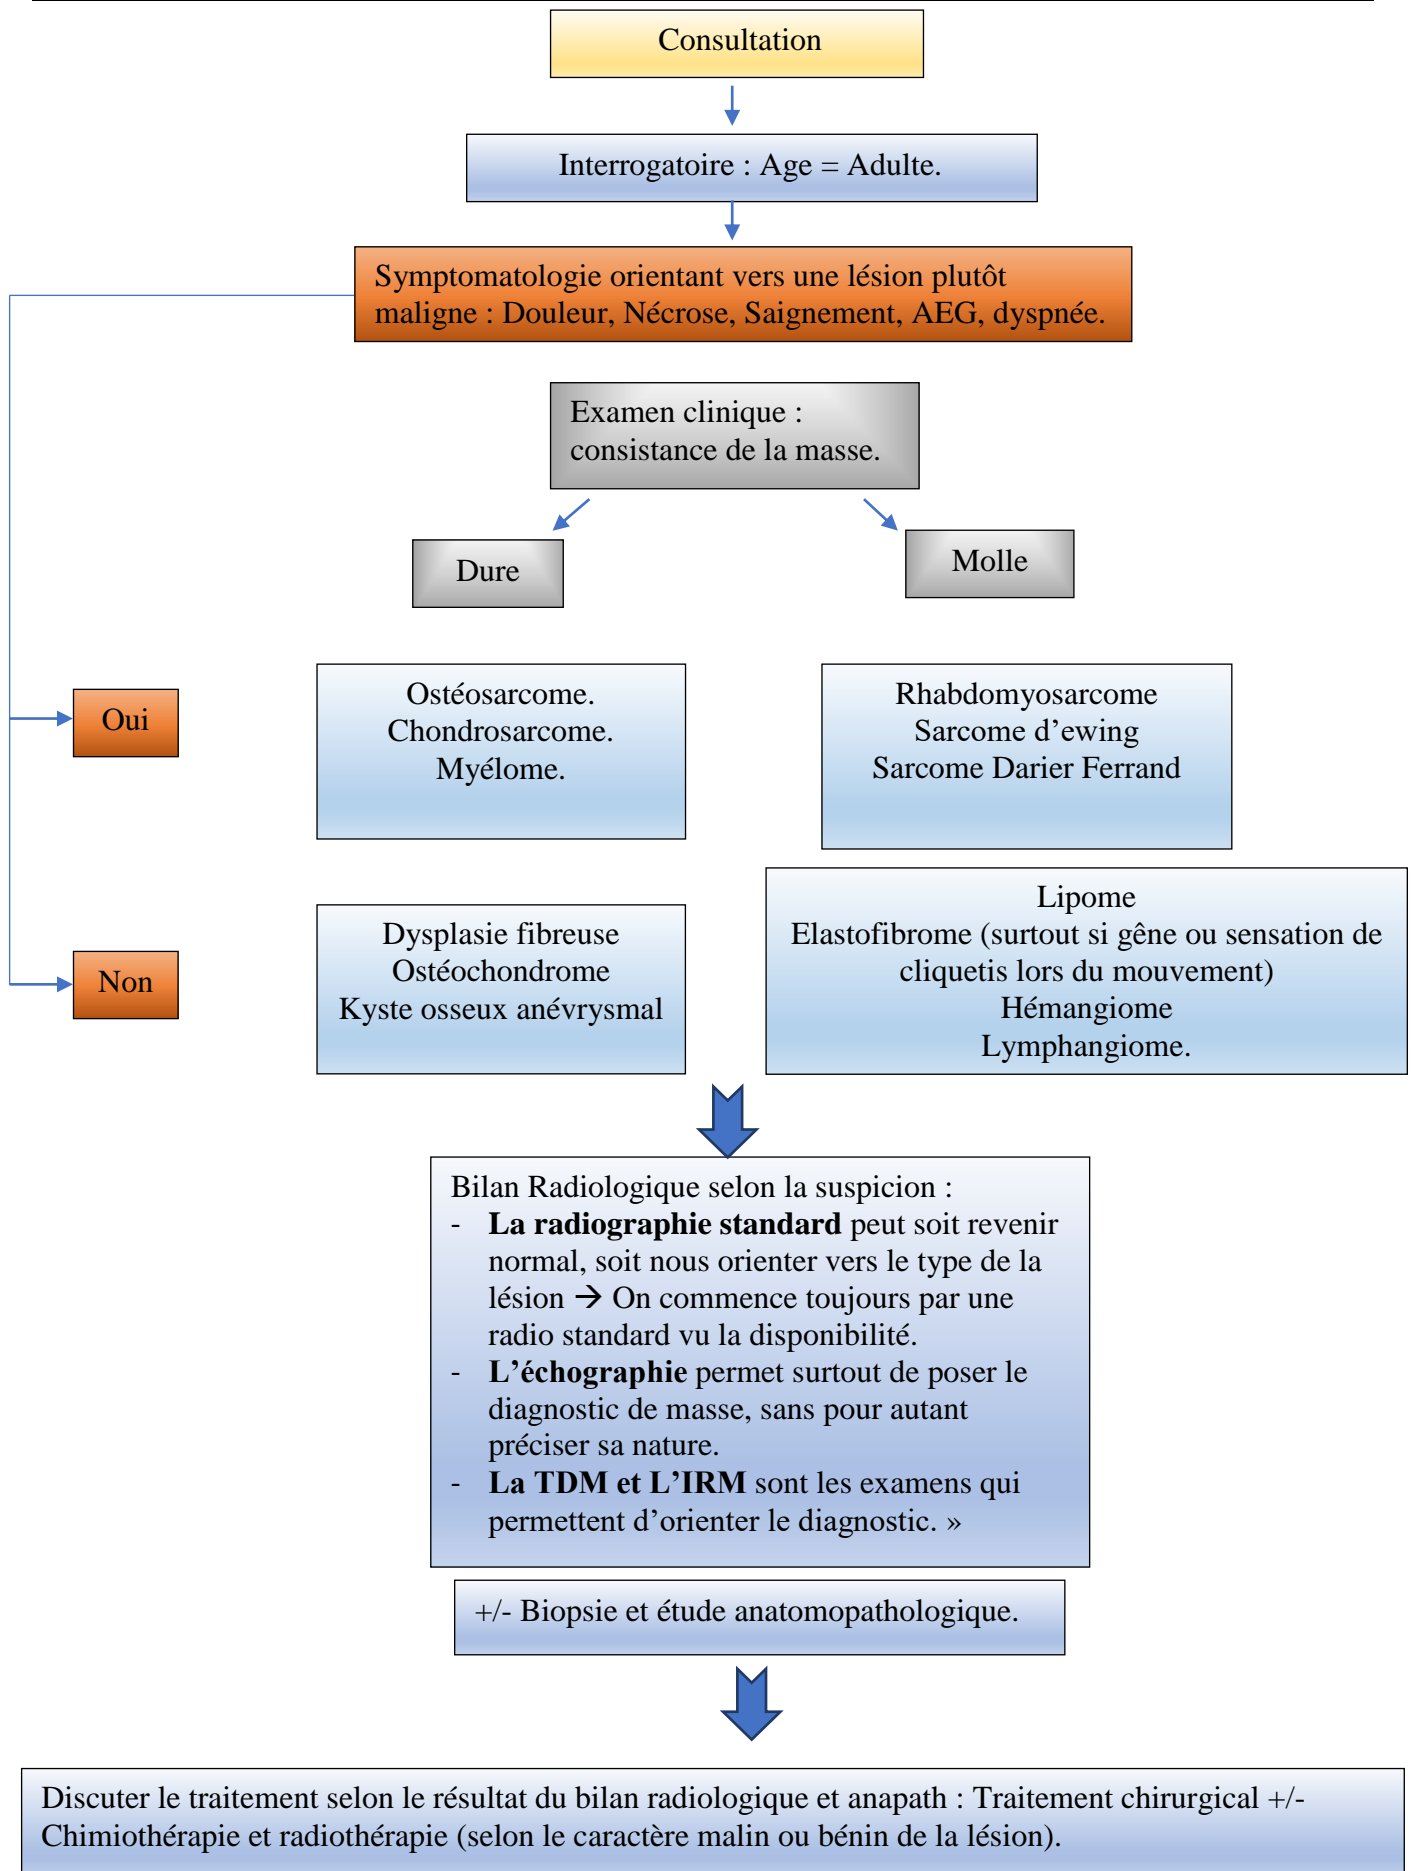 Consultation
Interrogatoire : Age = Adulte.
Symptomatologie orientant vers une lésion plutôt
maligne : Douleur, Nécrose, Saignement, AEG, dyspnée.
Examen clinique :
consistance de la masse.
Dure
Molle
Oui
Ostéosarcome.
Chondrosarcome.
Myélome.
Rhabdomyosarcome
Sarcome d’ewing
Sarcome Darier Ferrand
Non
Dysplasie fibreuse
Ostéochondrome
Kyste osseux anévrysmal
Lipome
Elastofibrome (surtout si gêne ou sensation de
cliquetis lors du mouvement)
Hémangiome
Lymphangiome.
Bilan Radiologique selon la suspicion :
- La radiographie standard peut soit revenir
normal, soit nous orienter vers le type de la
lésion → On commence toujours par une
radio standard vu la disponibilité.
- L’échographie permet surtout de poser le
diagnostic de masse, sans pour autant
préciser sa nature.
- La TDM et L’IRM sont les examens qui
permettent d’orienter le diagnostic. »
+/- Biopsie et étude anatomopathologique.
Discuter le traitement selon le résultat du bilan radiologique et anapath : Traitement chirurgical +/-
Chimiothérapie et radiothérapie (selon le caractère malin ou bénin de la lésion).